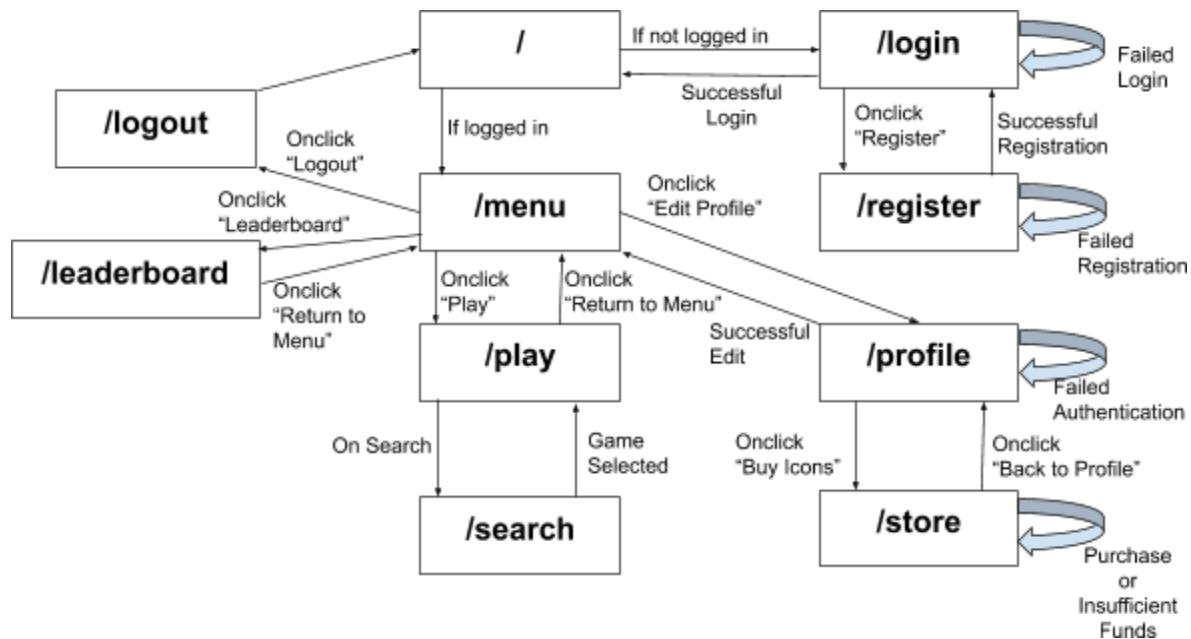 /
If not logged in
/login
Failed
Login
Successful
Login
/logout
If logged in
Onclick
“Register”
Successful
Registration
Onclick
“Logout”
/menu
Onclick
“Edit Profile”
/register
Failed
Registration
Onclick
“Leaderboard”
/leaderboard
Onclick
“Return to
Menu”
Onclick
“Play”
Onclick
“Return to Menu”
Successful
Edit
/play
/profile
Failed
Authentication
On Search
Game
Selected
Onclick
“Buy Icons”
Onclick
“Back to Profile”
/search
/store
Purchase
or
Insufficient
Funds